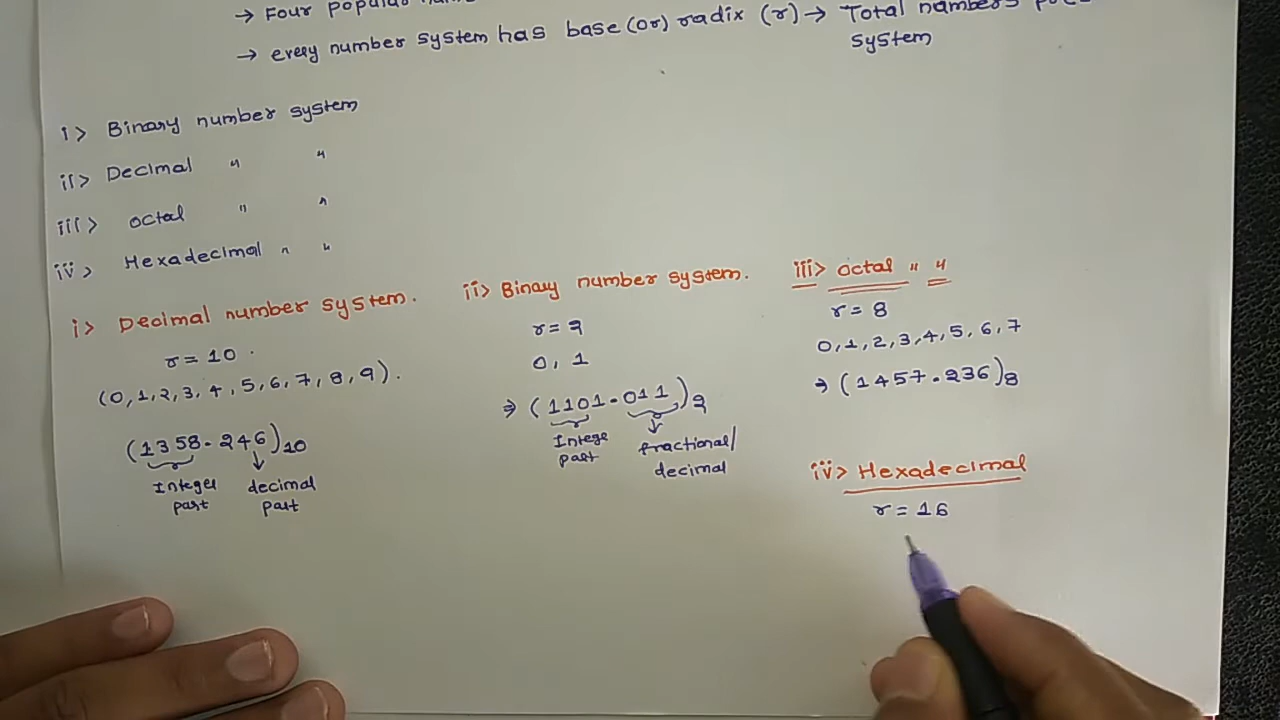 → Four popular
→ every number system has base (or) radix (r) → Total numbers
system
i> Binary number system
ii> Decimal " "
iii> octal " "
iv> Hexadecimal " "
i> Decimal number system.
r = 10 .
(0,1,2,3,4,5,6,7,8,9).
(1358.246)10
Integer part
decimal part
ii> Binary number system.
r = 2
0, 1
⇒ (1101.011)2
Intege part
fractional/
decimal
iii> octal " "
r = 8
0,1,2,3,4,5,6,7
⇒ (1457.236)8
iv> Hexadecimal
r = 16